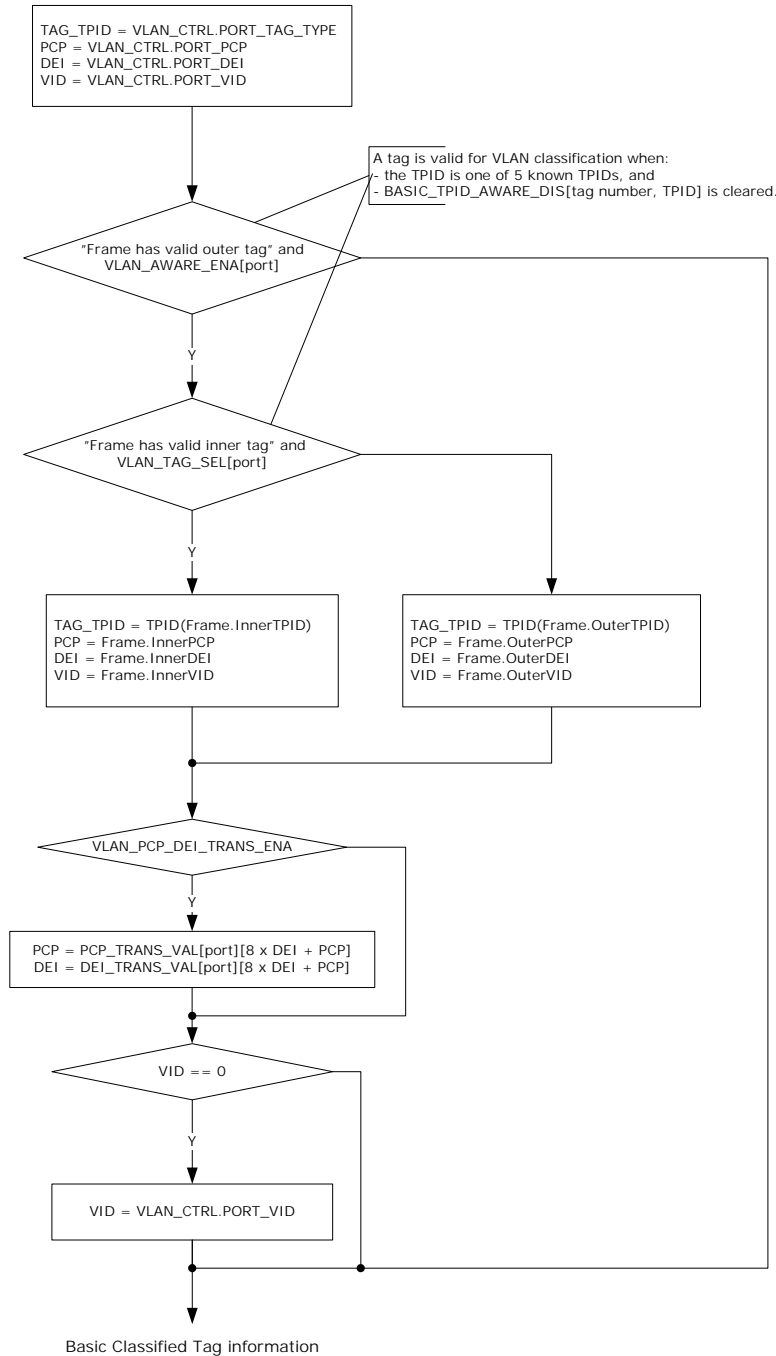 TAG_TPID = VLAN_CTRL.PORT_TAG_TYPE
PCP = VLAN_CTRL.PORT_PCP
DEI = VLAN_CTRL.PORT_DEI
VID = VLAN_CTRL.PORT_VID
A tag is valid for VLAN classification when:
- the TPID is one of 5 known TPIDs, and
- BASIC_TPID_AWARE_DIS[tag number, TPID] is cleared.
"Frame has valid outer tag" and
VLAN_AWARE_ENA[port]
Y
"Frame has valid inner tag" and
VLAN_TAG_SEL[port]
Y
TAG_TPID = TPID(Frame.InnerTPID)
PCP = Frame.InnerPCP
DEI = Frame.InnerDEI
VID = Frame.InnerVID
TAG_TPID = TPID(Frame.OuterTPID)
PCP = Frame.OuterPCP
DEI = Frame.OuterDEI
VID = Frame.OuterVID
VLAN_PCP_DEI_TRANS_ENA
Y
PCP = PCP_TRANS_VAL[port][8 x DEI + PCP]
DEI = DEI_TRANS_VAL[port][8 x DEI + PCP]
VID == 0
Y
VID = VLAN_CTRL.PORT_VID
Basic Classified Tag information